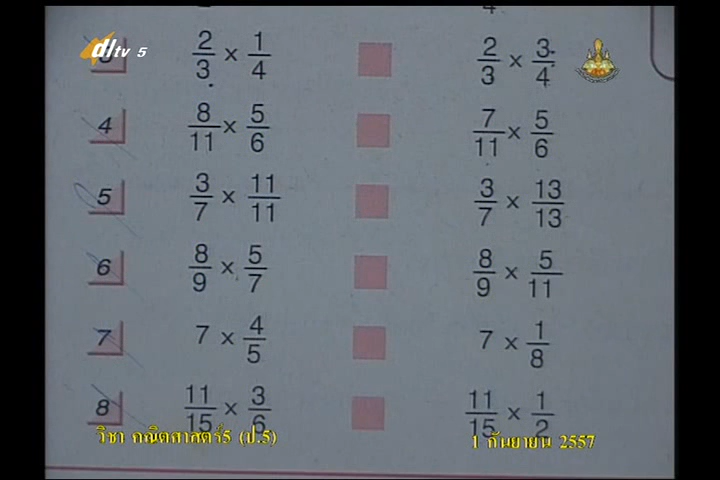 dltv 5
3 2/3 × 1/4 2/3 × 3/4
4 8/11 × 5/6 7/11 × 5/6
5 3/7 × 11/11 3/7 × 13/13
6 8/9 × 5/7 8/9 × 5/11
7 7 × 4/5 7 × 1/8
8 11/15 × 3/6 11/15 × 1/2
วิชา คณิตศาสตร์5 (ป.5) 1 กันยายน 2557